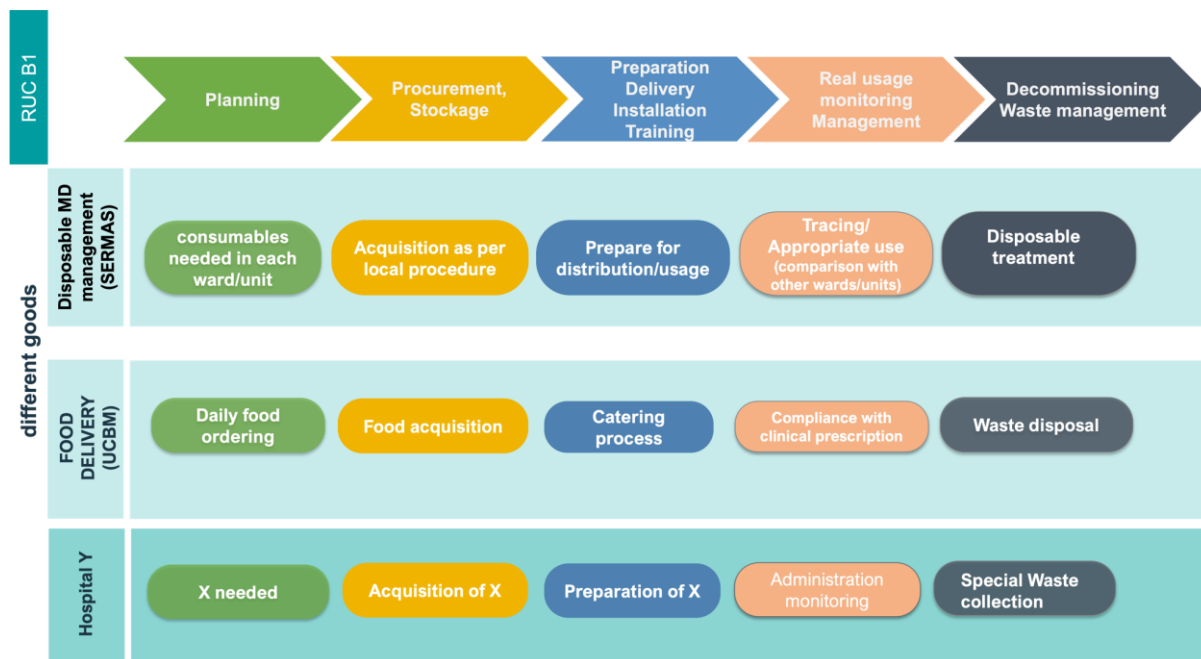 RUC B1
Planning
Procurement,
Stockage
Preparation
Delivery
Installation
Training
Real usage
monitoring
Management
Decommissioning
Waste management
different goods
Disposable MD
management
(SERMAS)
consumables
needed in each
ward/unit
Acquisition as per
local procedure
Prepare for
distribution/usage
Tracing/
Appropriate use
(comparison with
other wards/units)
Disposable
treatment
FOOD
DELIVERY
(UCBM)
Daily food
ordering
Food acquisition
Catering
process
Compliance with
clinical prescription
Waste disposal
Hospital Y
X needed
Acquisition of X
Preparation of X
Administration
monitoring
Special Waste
collection